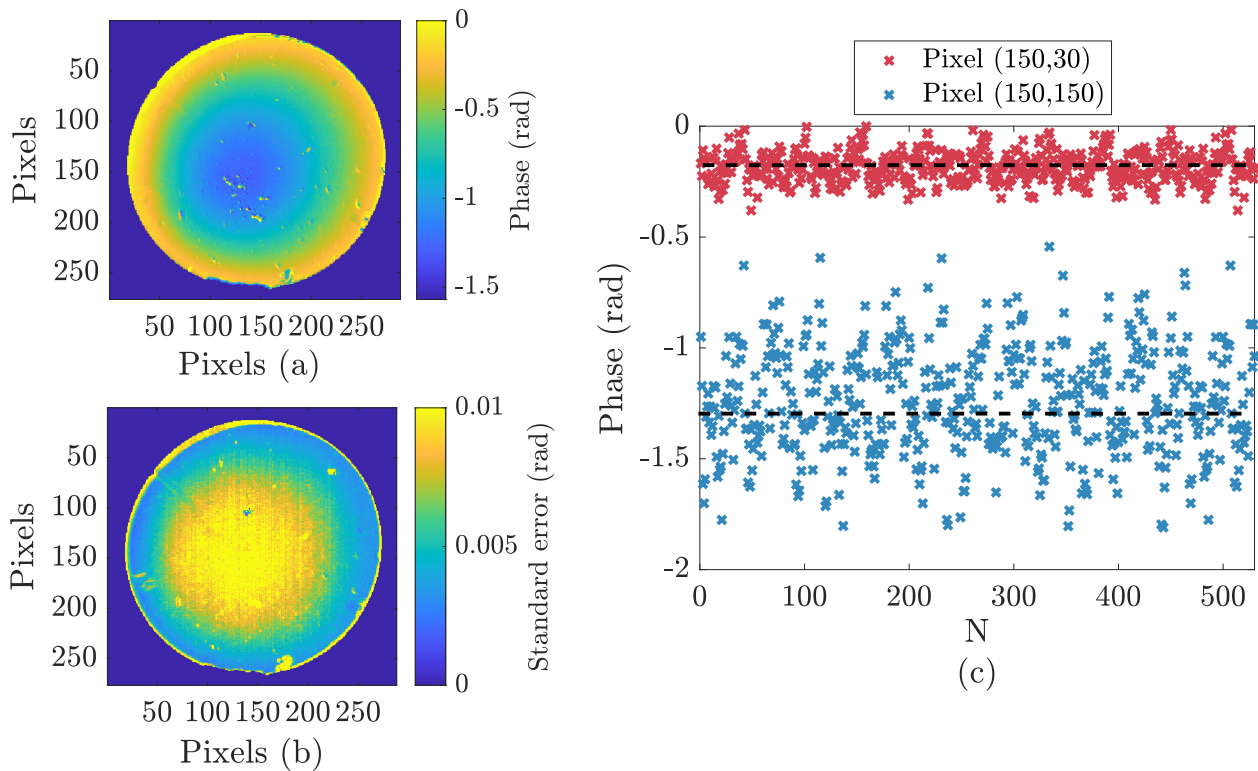 50
100
150
200
250
Pixels
50 100 150 200 250
Pixels (a)
0
-0.5
-1
-1.5
Phase (rad)
50
100
150
200
250
Pixels
50 100 150 200 250
Pixels (b)
0.01
0.005
0
Standard error (rad)
Pixel (150,30)
Pixel (150,150)
0
-0.5
-1
-1.5
-2
Phase (rad)
0 100 200 300 400 500
N
(c)